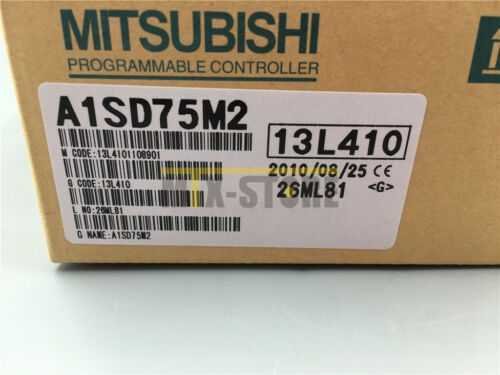 MITSUBISHI
PROGRAMMABLE CONTROLLER
A1SD75M2
13L410
M CODE:13L4101108901
2010/08/25 CE
G CODE:13L410
26ML81 <G>
L NO:26ML81
G NAME:A1SD75M2
MTX-STORE